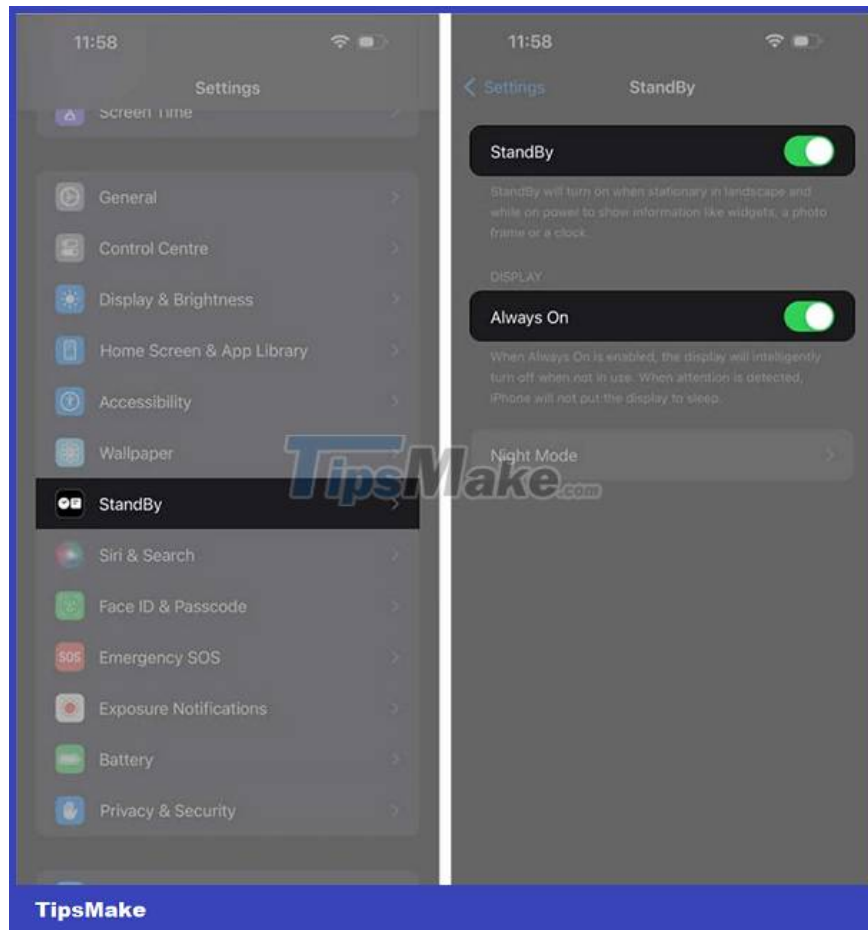 11:58
Settings
Screen Time
General
Control Centre
Display & Brightness
Home Screen & App Library
Accessibility
Wallpaper
StandBy
Siri & Search
Face ID & Passcode
SOS
Emergency SOS
Exposure Notifications
Battery
Privacy & Security
11:58
Settings
StandBy
StandBy
StandBy will turn on when stationary in landscape and
while on power to show information like widgets, a photo
frame or a clock.
DISPLAY
Always On
When Always On is enabled, the display will intelligently
turn off when not in use. When attention is detected,
iPhone will not put the display to sleep.
Night Mode
TipsMake.com
TipsMake